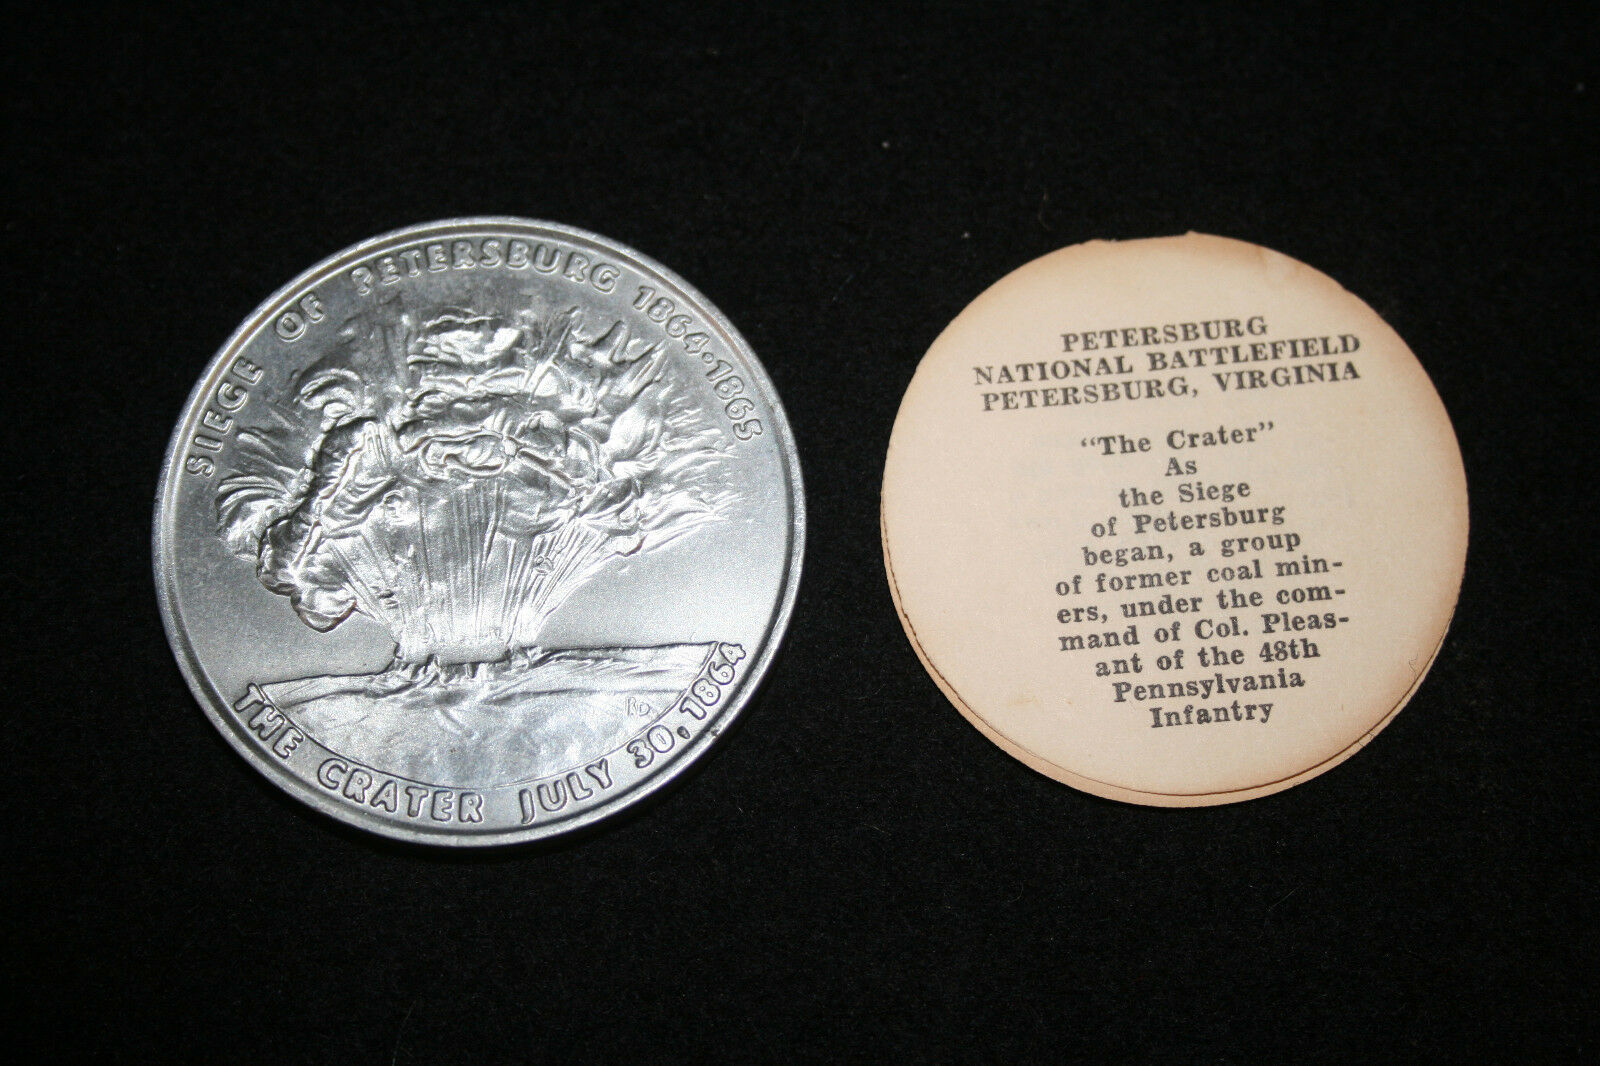 SIEGE OF PETERSBURG 1864·1865
RD
THE CRATER JULY 30, 1864
PETERSBURG
NATIONAL BATTLEFIELD
PETERSBURG, VIRGINIA
“The Crater”
As
the Siege
of Petersburg
began, a group
of former coal min-
ers, under the com-
mand of Col. Pleas-
ant of the 48th
Pennsylvania
Infantry